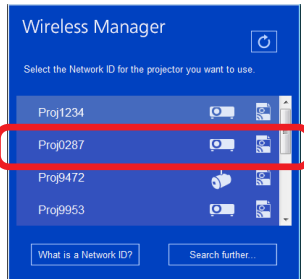 Wireless Manager
Select the Network ID for the projector you want to use.
Proj1234
Proj0287
Proj9472
Proj9953
What is a Network ID?
Search further...